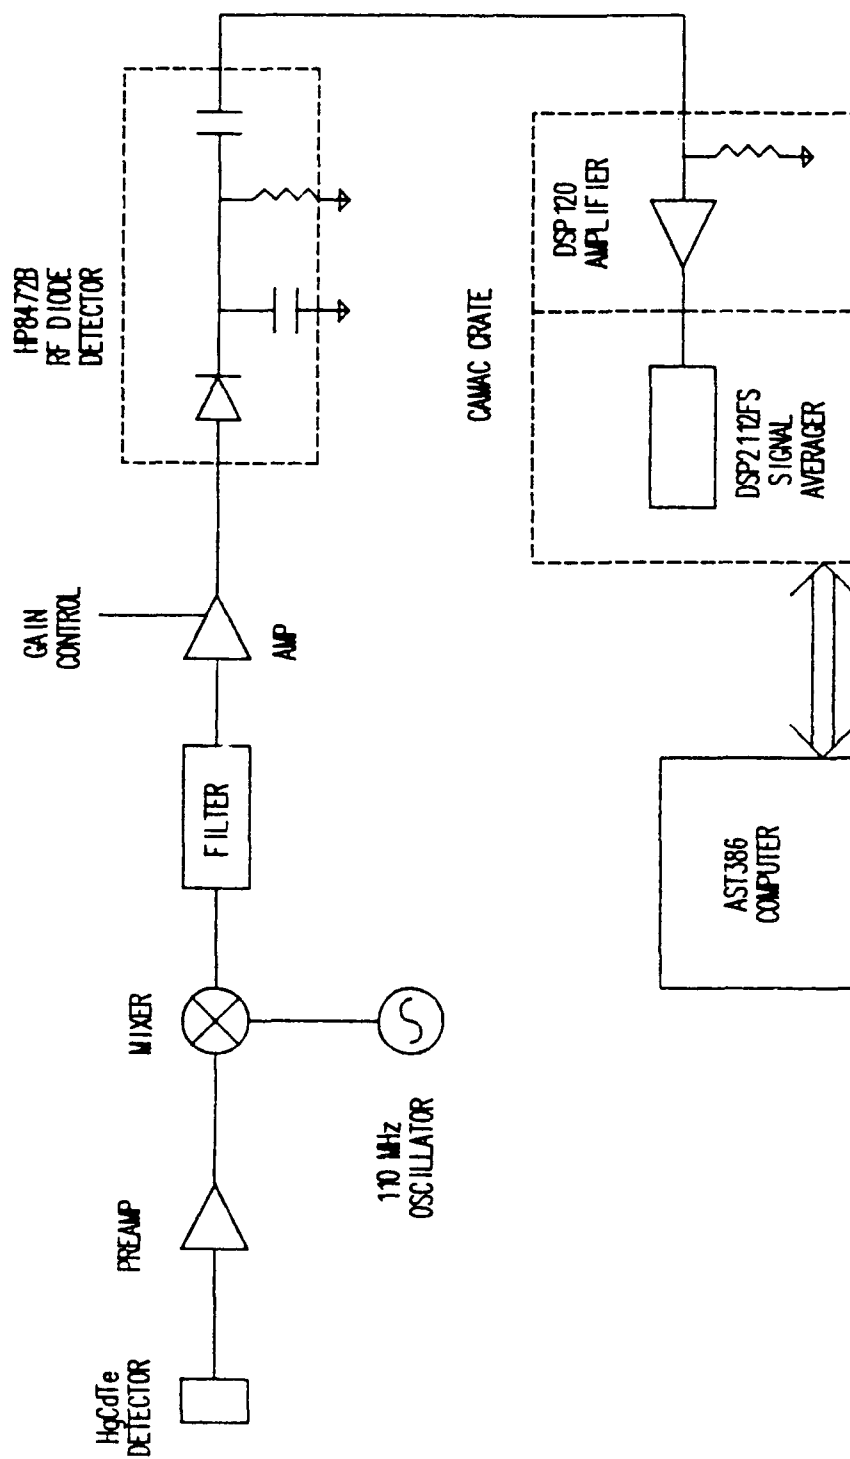 HgCdTe
DETECTOR
PREAMP
MIXER
110 MHz
OSCILLATOR
FILTER
GAIN
CONTROL
AMP
HP8472B
RF DIODE
DETECTOR
CAMAC CRATE
DSP120
AMPLIFIER
DSP2112FS
SIGNAL
AVERAGER
AST386
COMPUTER